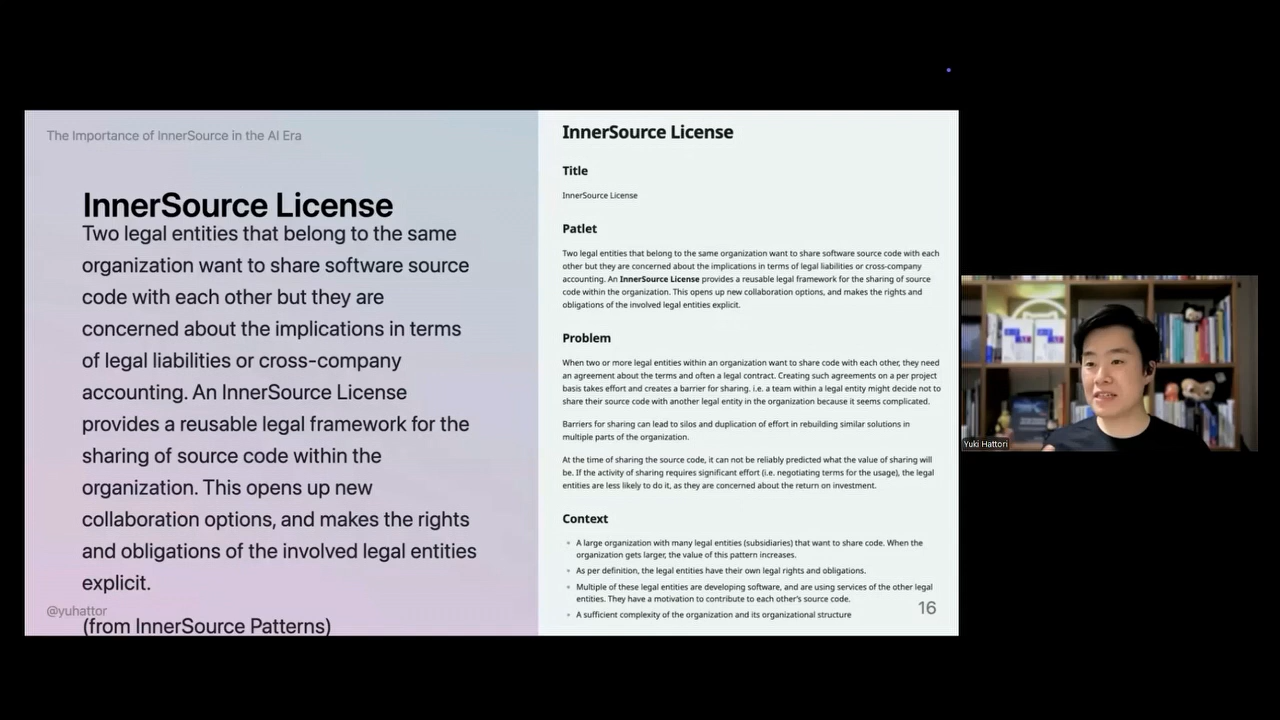 The Importance of InnerSource in the AI Era
InnerSource License
Two legal entities that belong to the same
organization want to share software source
code with each other but they are
concerned about the implications in terms
of legal liabilities or cross-company
accounting. An InnerSource License
provides a reusable legal framework for the
sharing of source code within the
organization. This opens up new
collaboration options, and makes the rights
and obligations of the involved legal entities
explicit.
@yuhattor
(from InnerSource Patterns)
InnerSource License
Title
InnerSource License
Patlet
Two legal entities that belong to the same organization want to share software source code with each
other but they are concerned about the implications in terms of legal liabilities or cross-company
accounting. An InnerSource License provides a reusable legal framework for the sharing of source
code within the organization. This opens up new collaboration options, and makes the rights and
obligations of the involved legal entities explicit.
Problem
When two or more legal entities within an organization want to share code with each other, they need
an agreement about the terms and often a legal contract. Creating such agreements on a per project
basis takes effort and creates a barrier for sharing. i.e. a team within a legal entity might decide not to
share their source code with another legal entity in the organization because it seems complicated.
Barriers for sharing can lead to silos and duplication of effort in rebuilding similar solutions in
multiple parts of the organization.
At the time of sharing the source code, it can not be reliably predicted what the value of sharing will
be. If the activity of sharing requires significant effort (i.e. negotiating terms for the usage), the legal
entities are less likely to do it, as they are concerned about the return on investment.
Context
A large organization with many legal entities (subsidiaries) that want to share code. When the
organization gets larger, the value of this pattern increases.
As per definition, the legal entities have their own legal rights and obligations.
Multiple of these legal entities are developing software, and are using services of the other legal
entities. They have a motivation to contribute to each other's source code.
A sufficient complexity of the organization and its organizational structure
16
Yuki Hattori